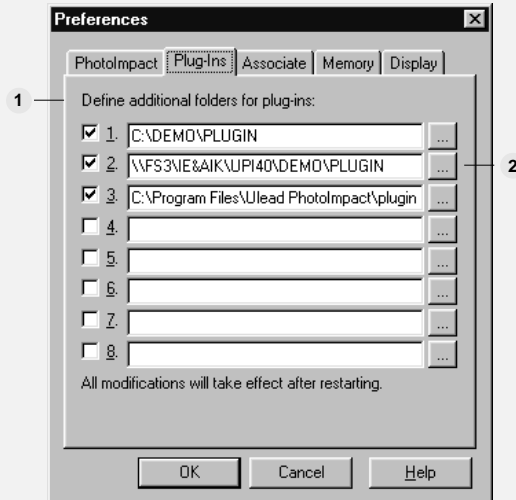 Preferences
PhotoImpact Plug-Ins Associate Memory Display
1 Define additional folders for plug-ins:
1. C:\DEMO\PLUGIN ...
2. \\FS3\IE&AIK\UPI40\DEMO\PLUGIN ... 2
3. C:\Program Files\Ulead PhotoImpact\plugin ...
4. ...
5. ...
6. ...
7. ...
8. ...
All modifications will take effect after restarting.
OK Cancel Help